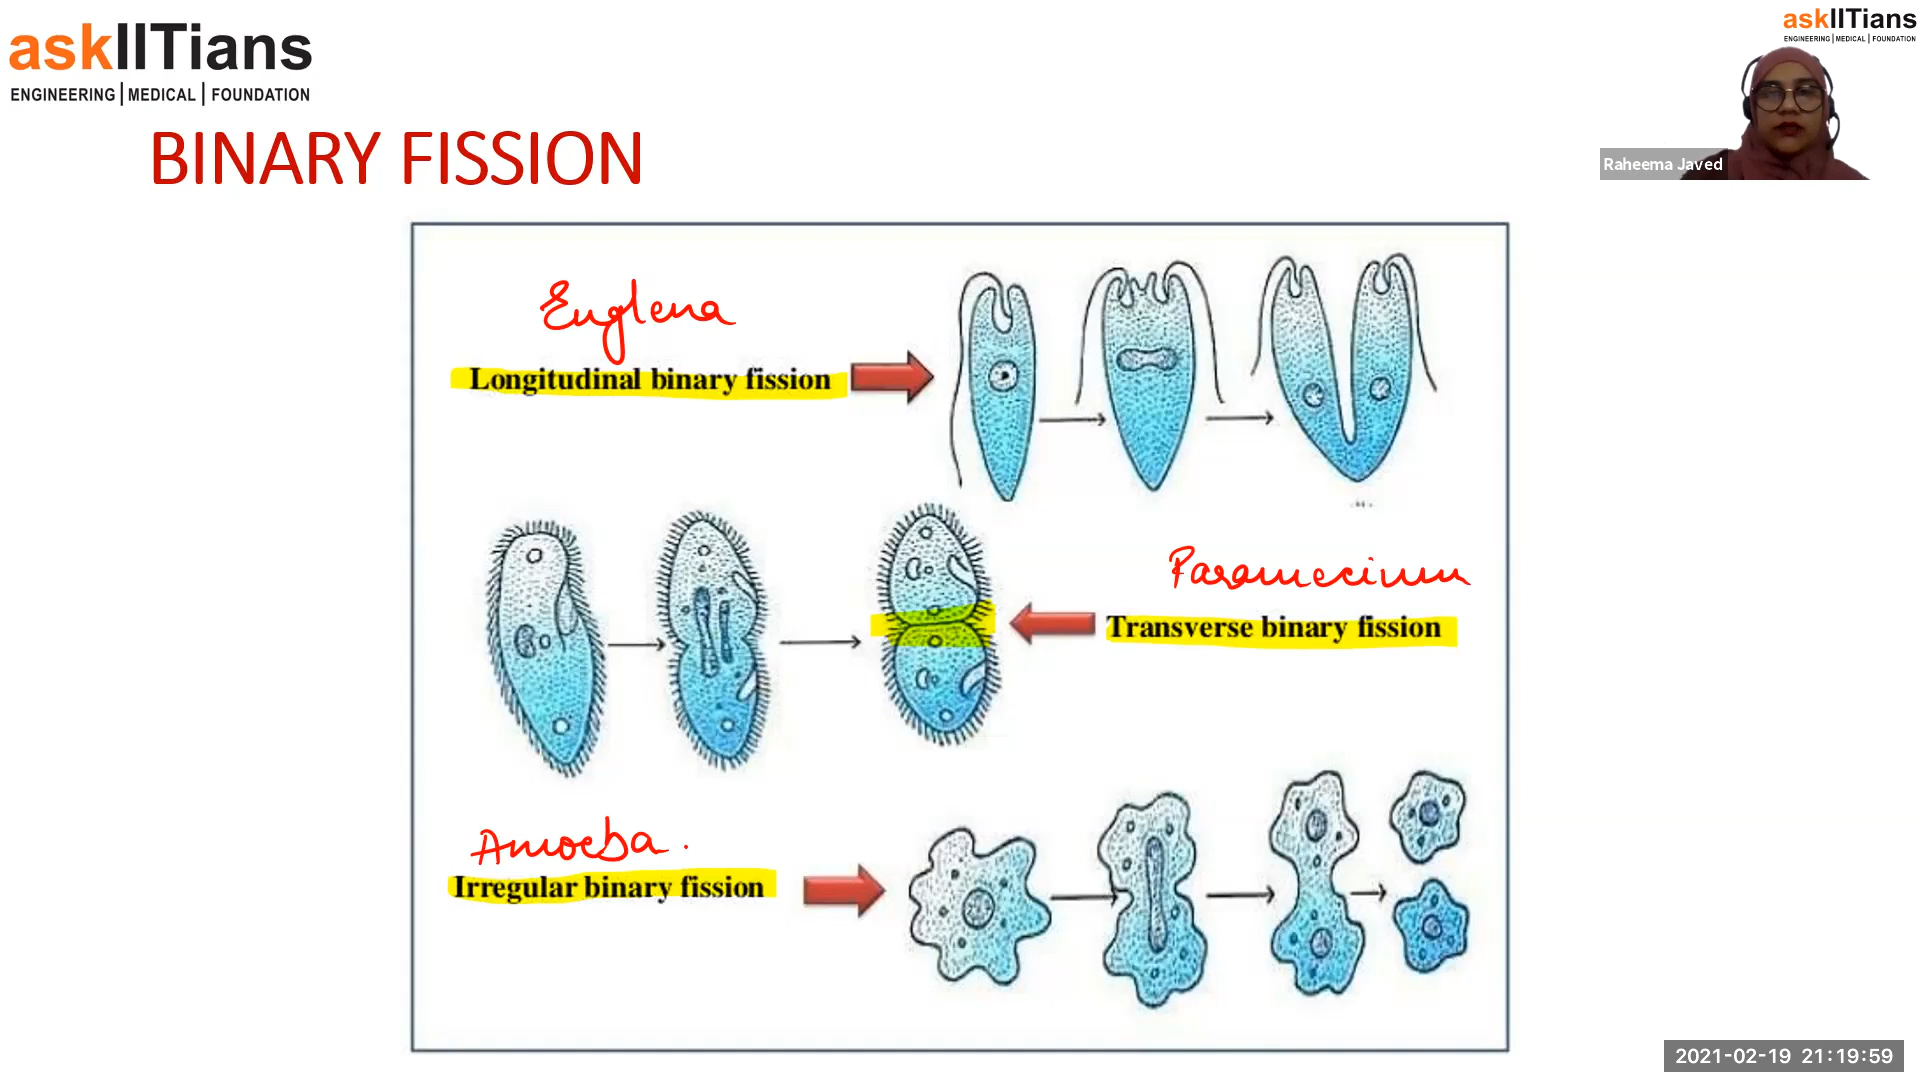 askIITians
ENGINEERING | MEDICAL | FOUNDATION
askIITians
ENGINEERING | MEDICAL | FOUNDATION
Raheema Javed
BINARY FISSION
Euglena
Longitudinal binary fission
Paramecium
Transverse binary fission
Amoeba.
Irregular binary fission
2021-02-19 21:19:59